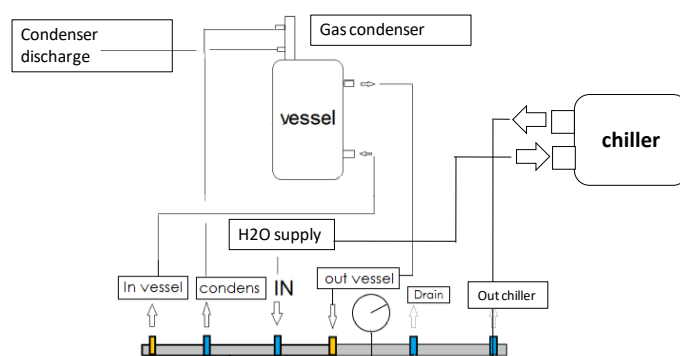 Condenser
discharge
Gas condenser
vessel
chiller
H2O supply
In vessel
condens
IN
out vessel
Drain
Out chiller